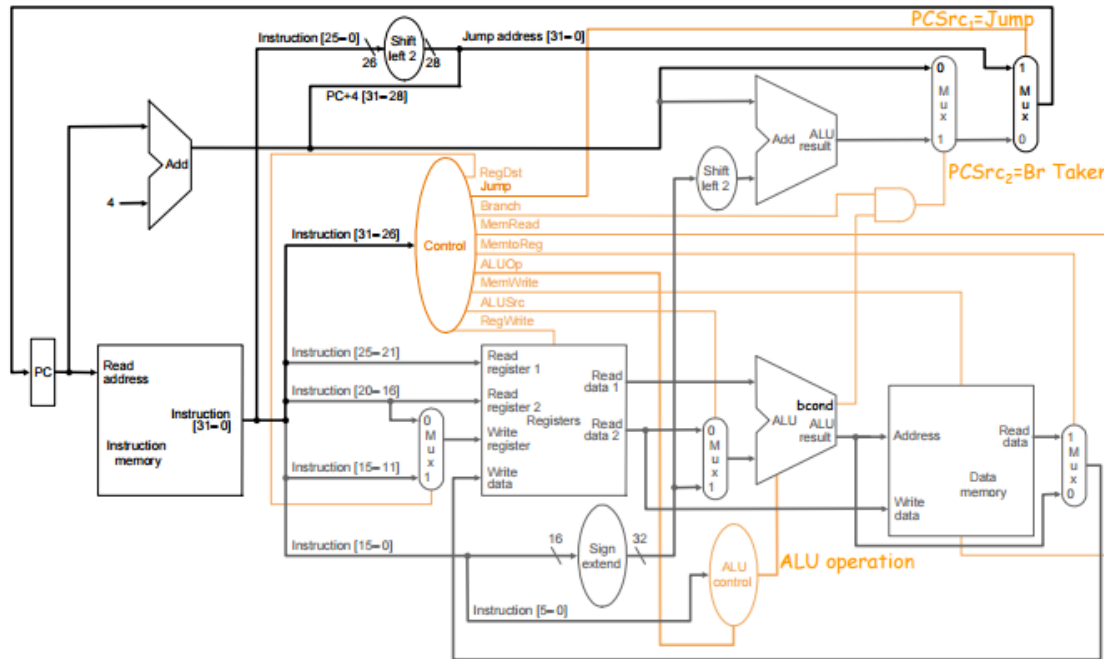 PCSrc1=Jump
Instruction [25–0]
Shift
left 2
Jump address [31–0]
26
28
PC+4 [31–28]
0
M
u
x
1
1
M
u
x
0
Add
Add
ALU
result
4
Shift
left 2
PCSrc2=Br Taken
RegDst
Jump
Branch
MemRead
MemtoReg
ALUOp
MemWrite
ALUSrc
RegWrite
Instruction [31–26]
Control
PC
Read
address
Instruction
[31–0]
Instruction
memory
Instruction [25–21]
Instruction [20–16]
Instruction [15–11]
Instruction [15–0]
0
M
u
x
1
Read
register 1
Read
register 2
Write
register
Write
data
Registers
Read
data 1
Read
data 2
0
M
u
x
1
bcond
ALU
ALU
result
Address
Write
data
Read
data
Data
memory
1
M
u
x
0
16
Sign
extend
32
Instruction [5–0]
ALU
control
ALU operation